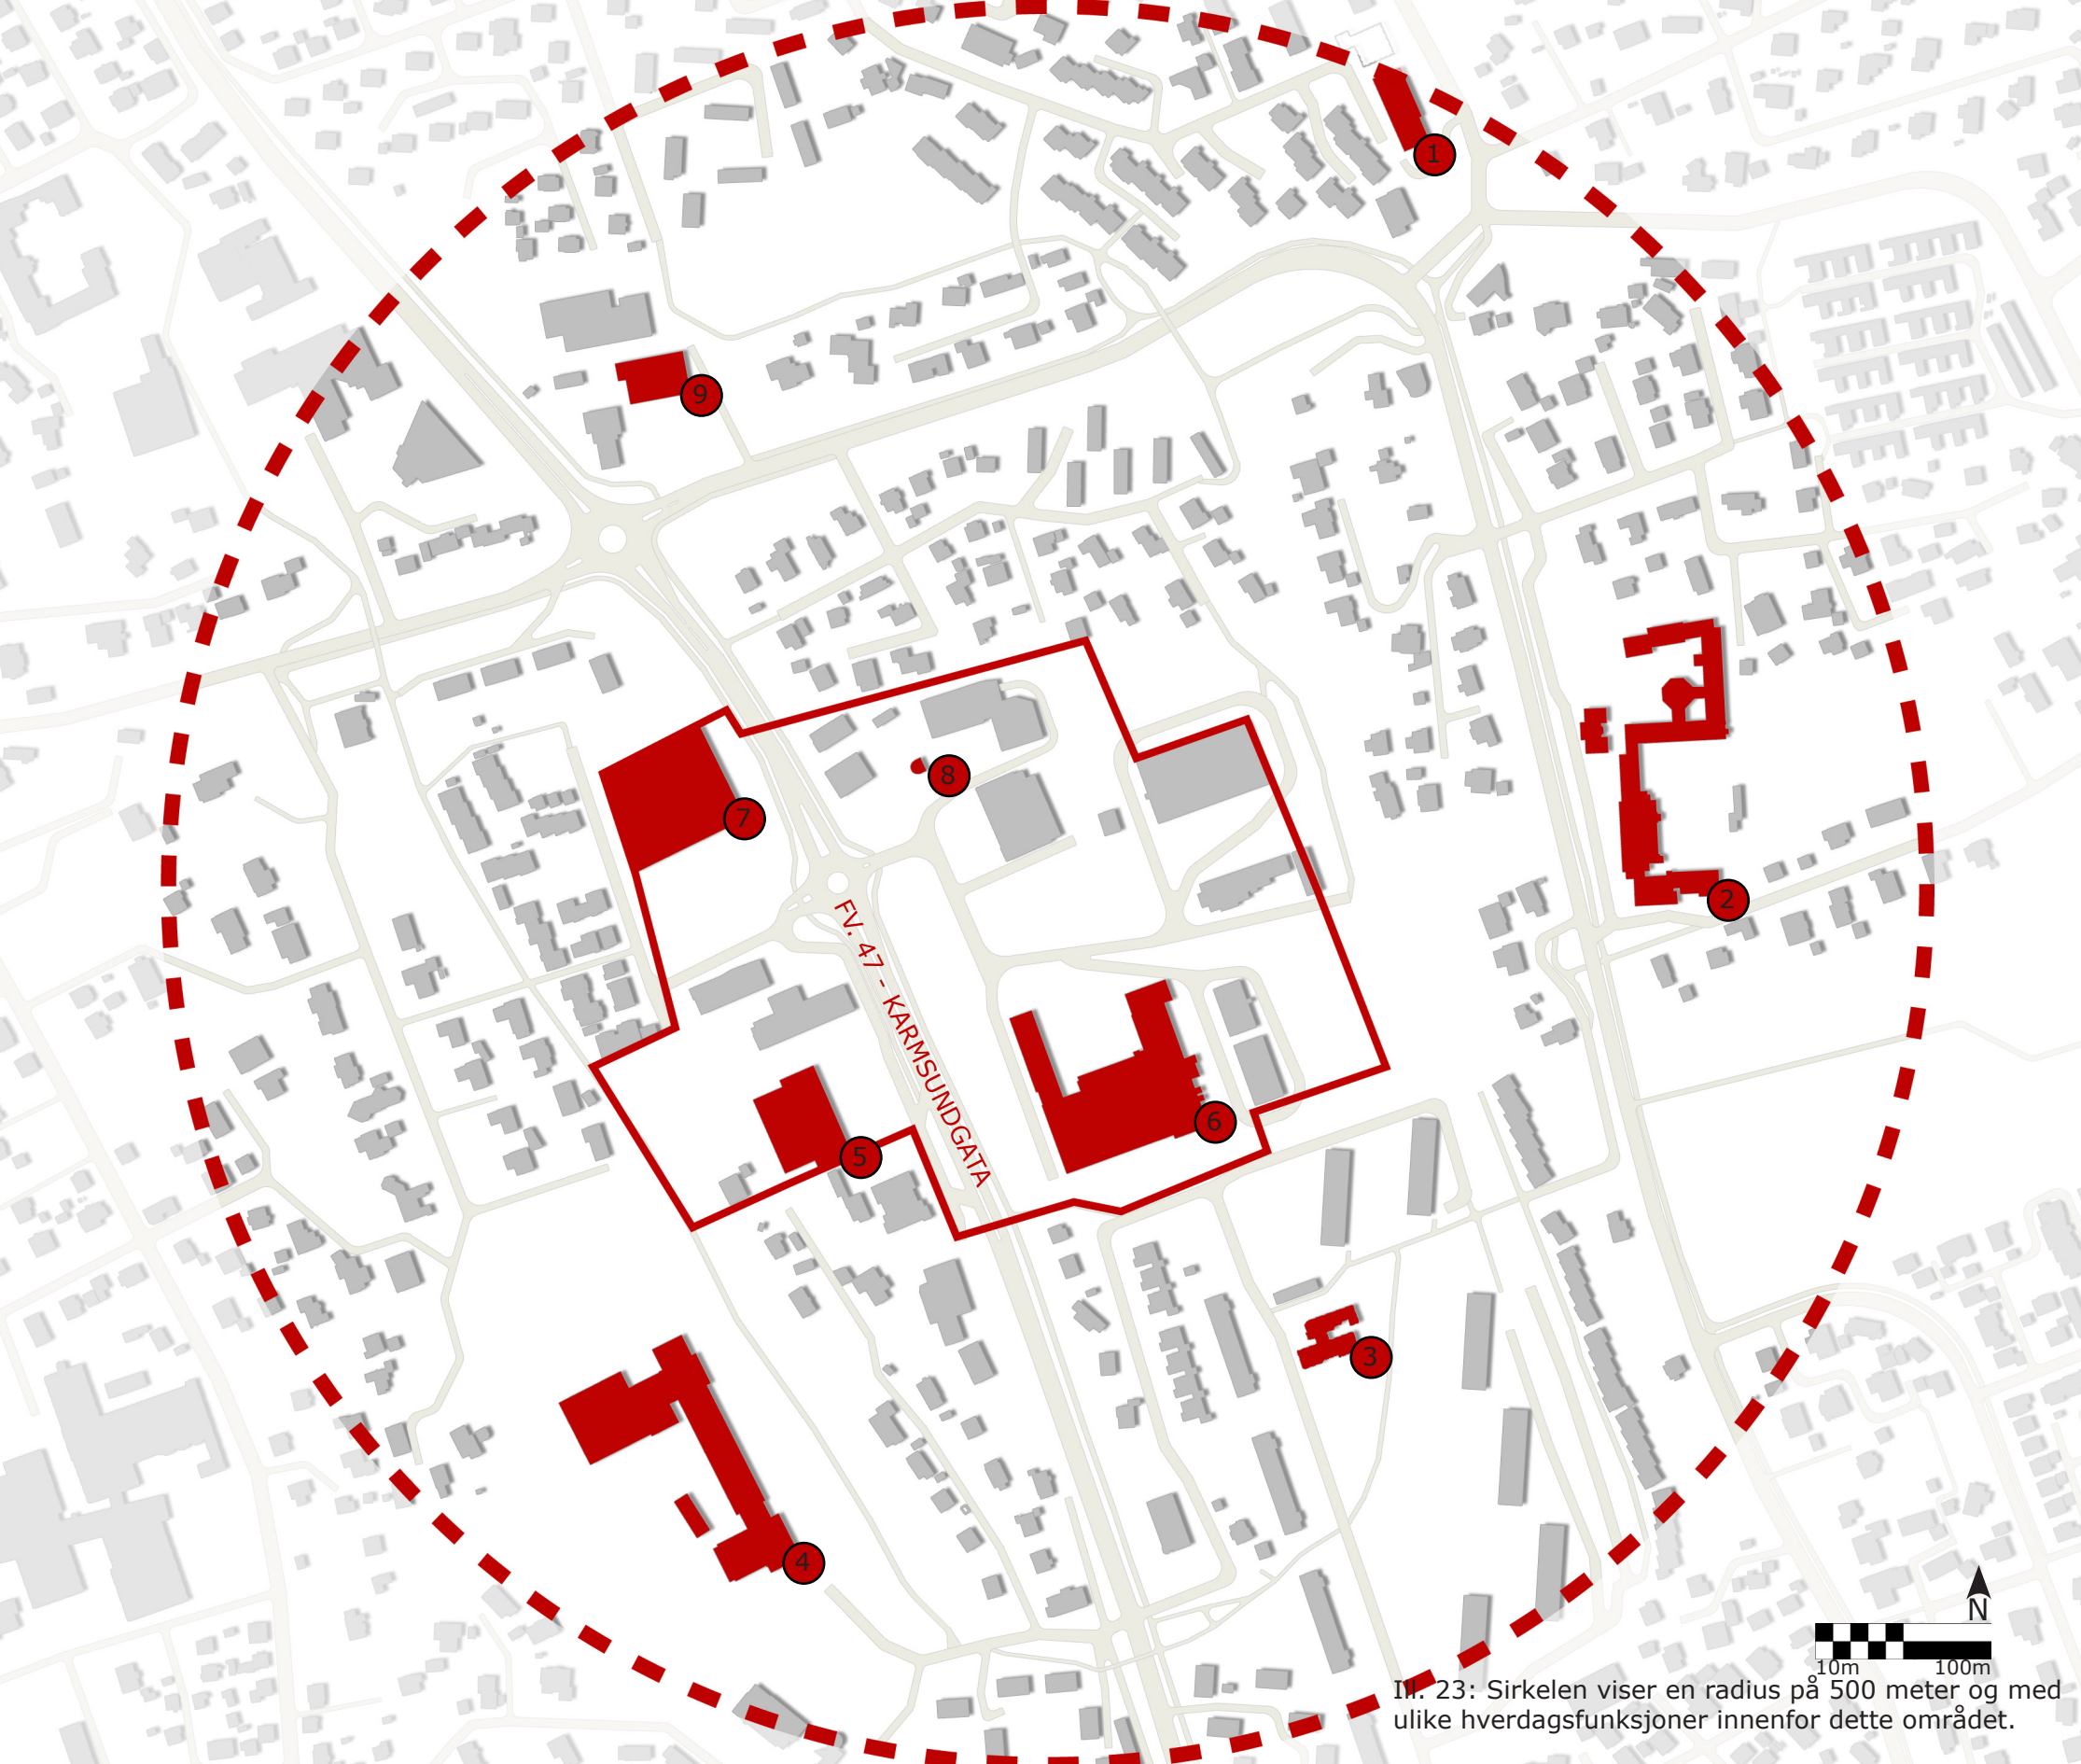 1
9
8
7
2
FV. 47 - KARMSUNDGATA
6
5
3
4
N
10m 100m
Ill. 23: Sirkelen viser en radius på 500 meter og med
ulike hverdagsfunksjoner innenfor dette området.